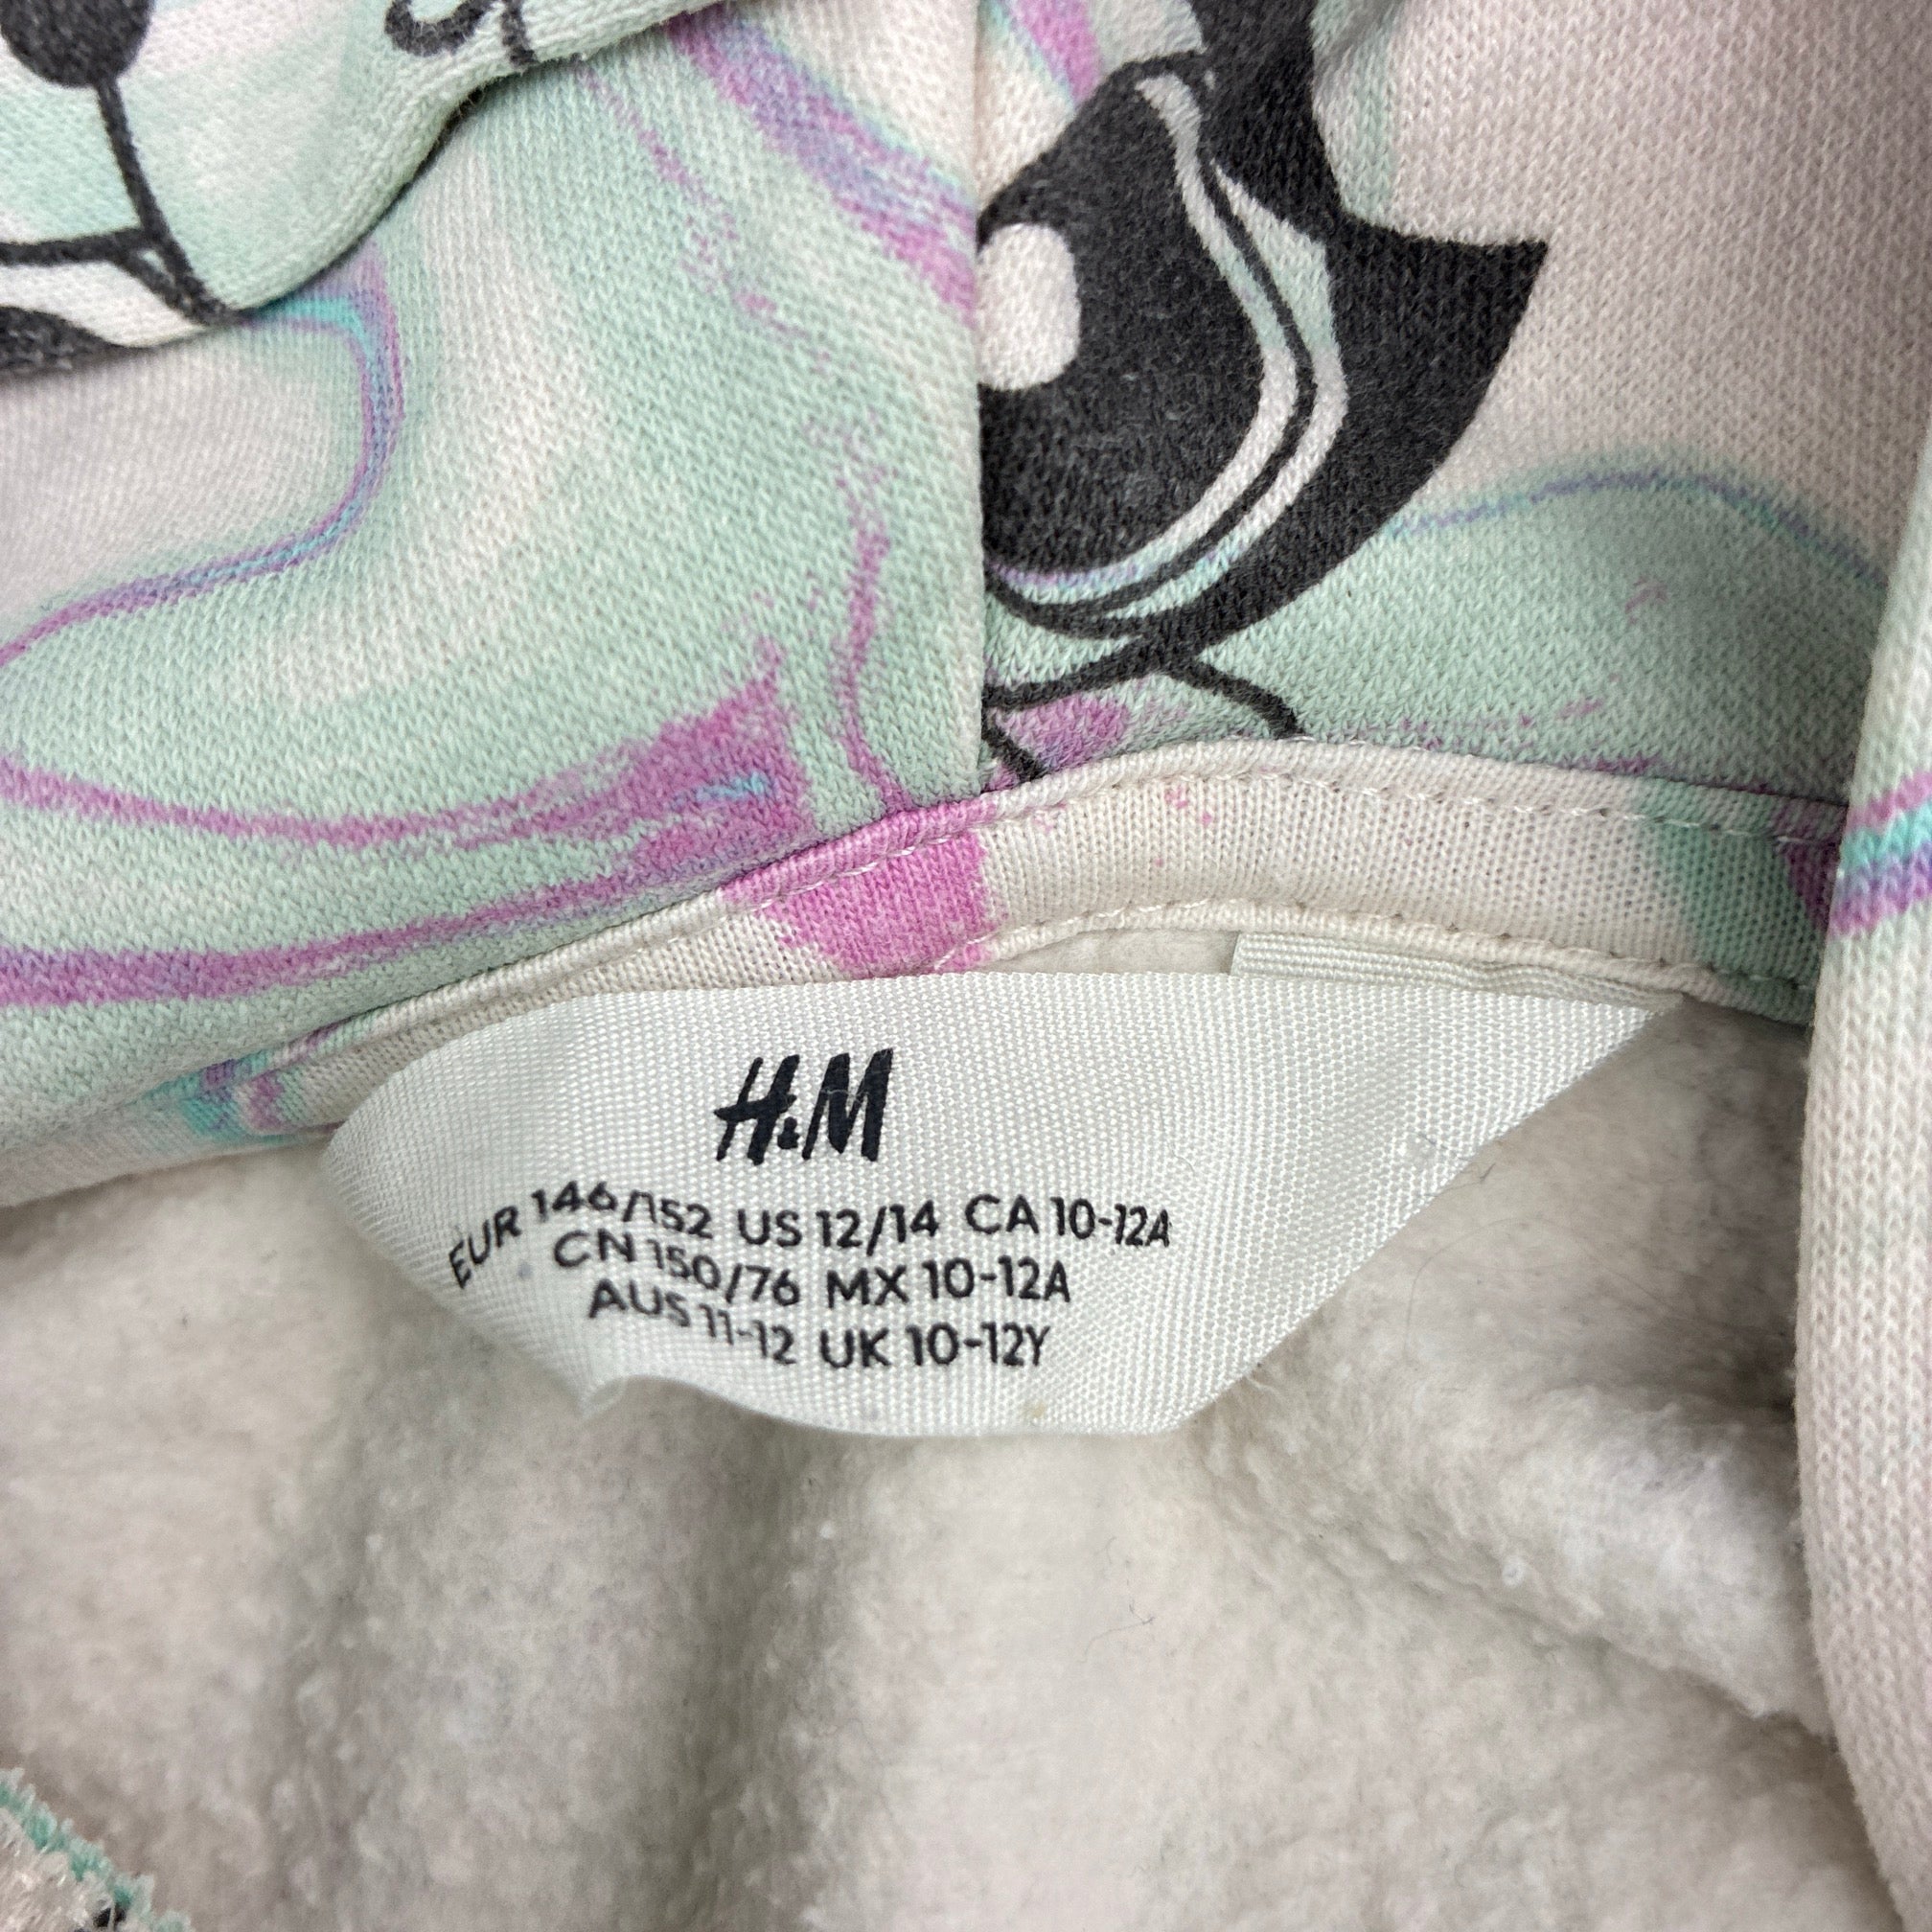 H&M
EUR 146/152 US 12/14 CA 10-12A
CN 150/76 MX 10-12A
AUS 11-12 UK 10-12Y